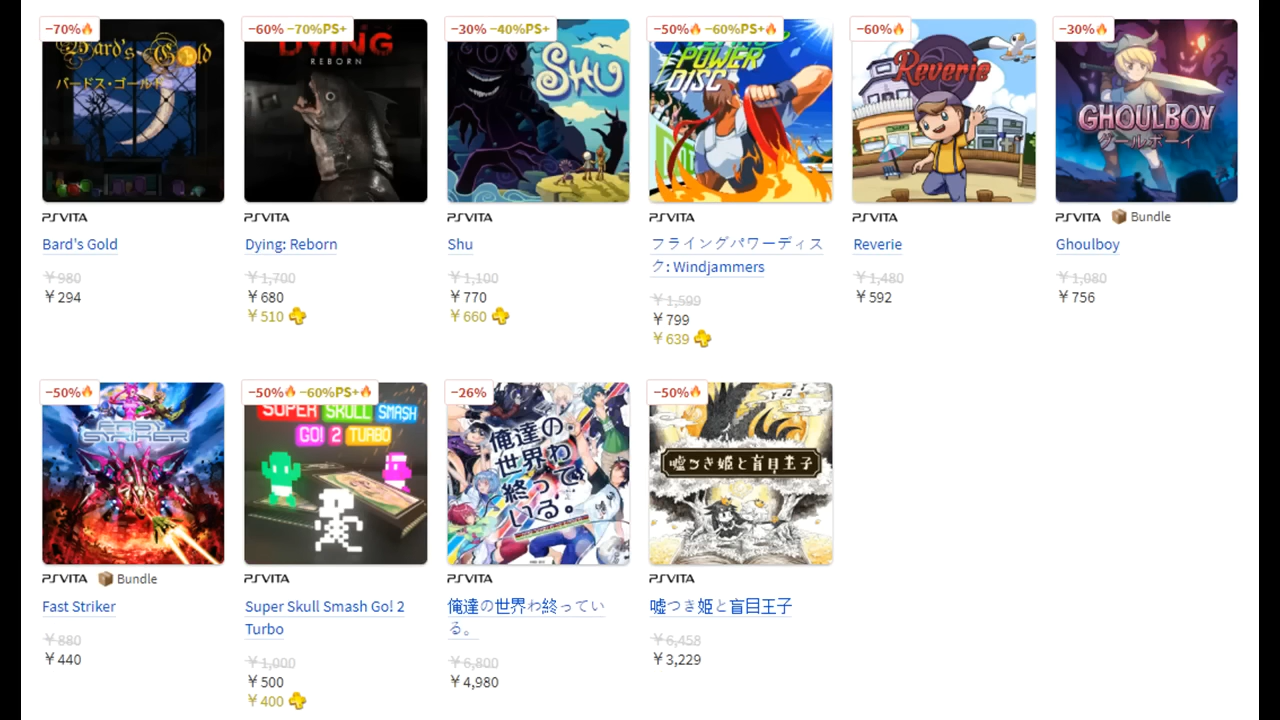 −70%🔥
Bard's Gold
バードス・ゴールド
PSVITA
Bard's Gold
￥980
￥294
−60% −70%PS+
DYING
REBORN
PSVITA
Dying: Reborn
￥1,700
￥680
￥510
−30% −40%PS+
SHU
PSVITA
Shu
￥1,100
￥770
￥660
−50%🔥 −60%PS+🔥
FLYING
POWER
DISC
PSVITA
フライングパワーディス
ク: Windjammers
￥1,599
￥799
￥639
−60%🔥
Reverie
PSVITA
Reverie
￥1,480
￥592
−30%🔥
GHOULBOY
グールボーイ
PSVITA 📦 Bundle
Ghoulboy
￥1,080
￥756
−50%🔥
FAST
STRIKER
PSVITA 📦 Bundle
Fast Striker
￥880
￥440
−50%🔥 −60%PS+🔥
SUPER SKULL SMASH
GO! 2 TURBO
PSVITA
Super Skull Smash Go! 2
Turbo
￥1,000
￥500
￥400
−26%
俺達の
世界わ
終って
いる。
PSVITA
俺達の世界わ終ってい
る。
￥6,800
￥4,980
−50%🔥
嘘つき姫と盲目王子
PSVITA
嘘つき姫と盲目王子
￥6,458
￥3,229